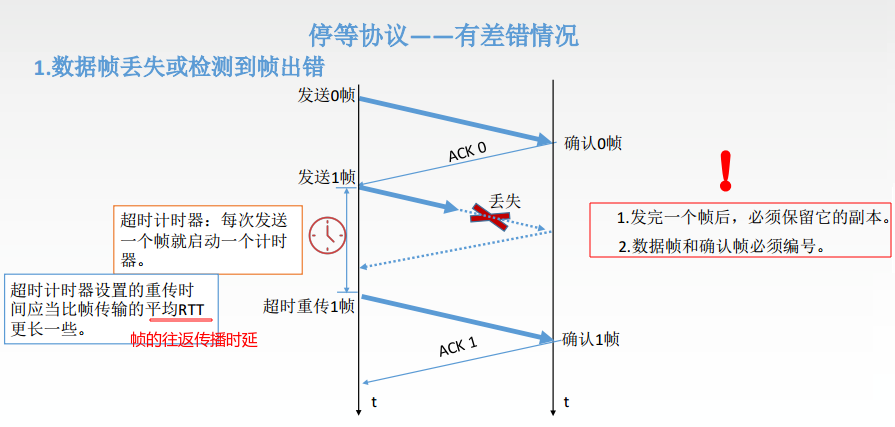 停等协议——有差错情况
1.数据帧丢失或检测到帧出错
发送0帧
ACK 0
确认0帧
发送1帧
丢失
超时计时器：每次发送
一个帧就启动一个计时
器。
1.发完一个帧后，必须保留它的副本。
2.数据帧和确认帧必须编号。
超时计时器设置的重传时
间应当比帧传输的平均RTT
更长一些。
帧的往返传播时延
超时重传1帧
ACK 1
确认1帧
t
t